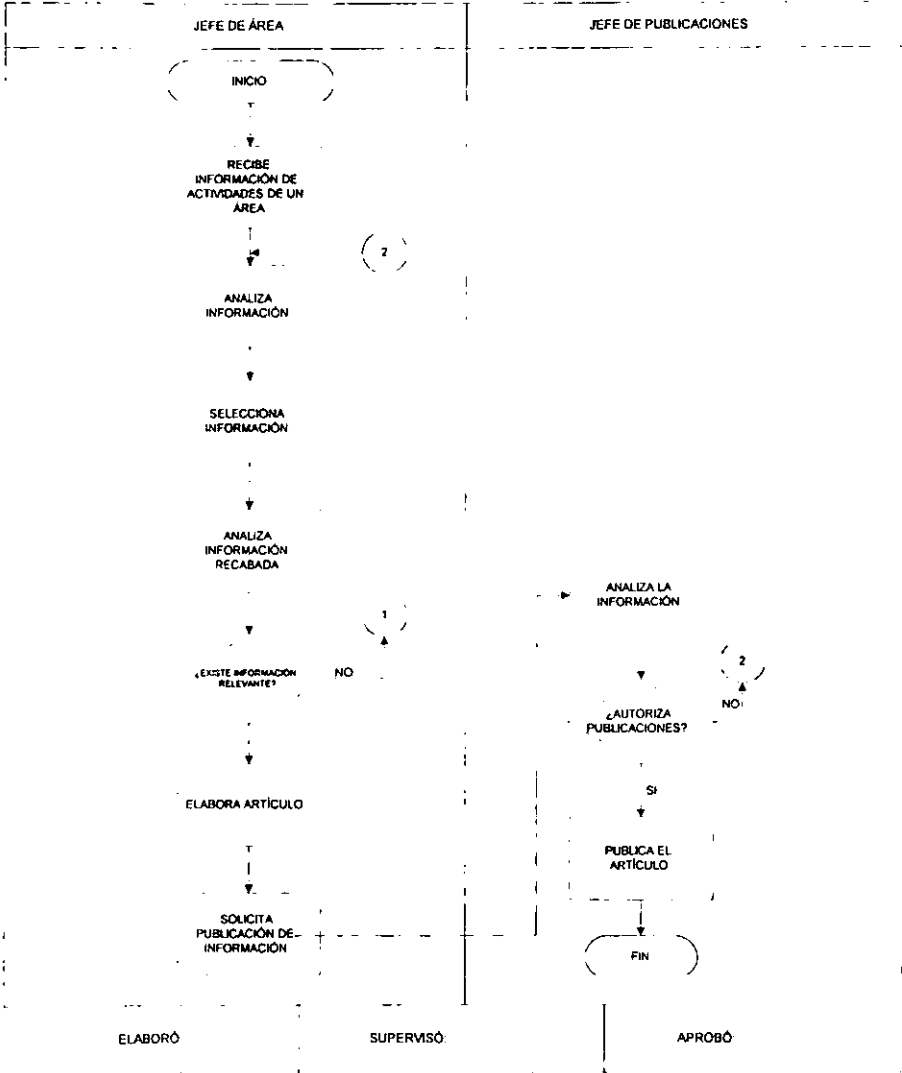 JEFE DE ÁREA
JEFE DE PUBLICACIONES
INICIO
RECIBE
INFORMACIÓN DE
ACTIVIDADES DE UN
ÁREA
2
ANALIZA
INFORMACIÓN
SELECCIONA
INFORMACIÓN
ANALIZA
INFORMACIÓN
RECABADA
1
¿EXISTE INFORMACIÓN
RELEVANTE?
NO
ELABORA ARTÍCULO
SOLICITA
PUBLICACIÓN DE
INFORMACIÓN
ANALIZA LA
INFORMACIÓN
2
¿AUTORIZA
PUBLICACIONES?
NO
SI
PUBLICA EL
ARTÍCULO
FIN
ELABORÓ
SUPERVISÓ:
APROBÓ